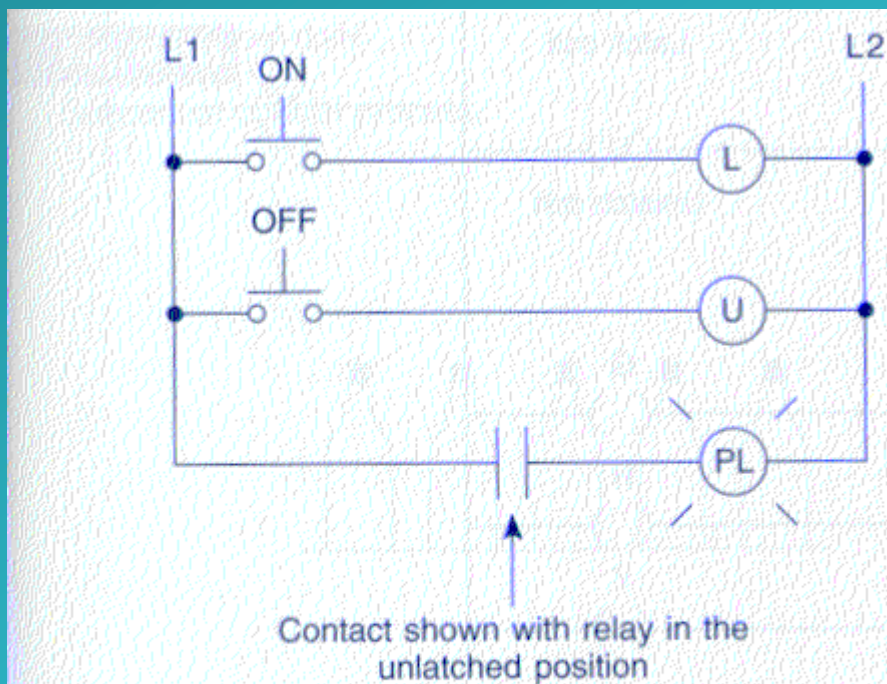 L1
L2
ON
L
OFF
U
PL
Contact shown with relay in the
unlatched position